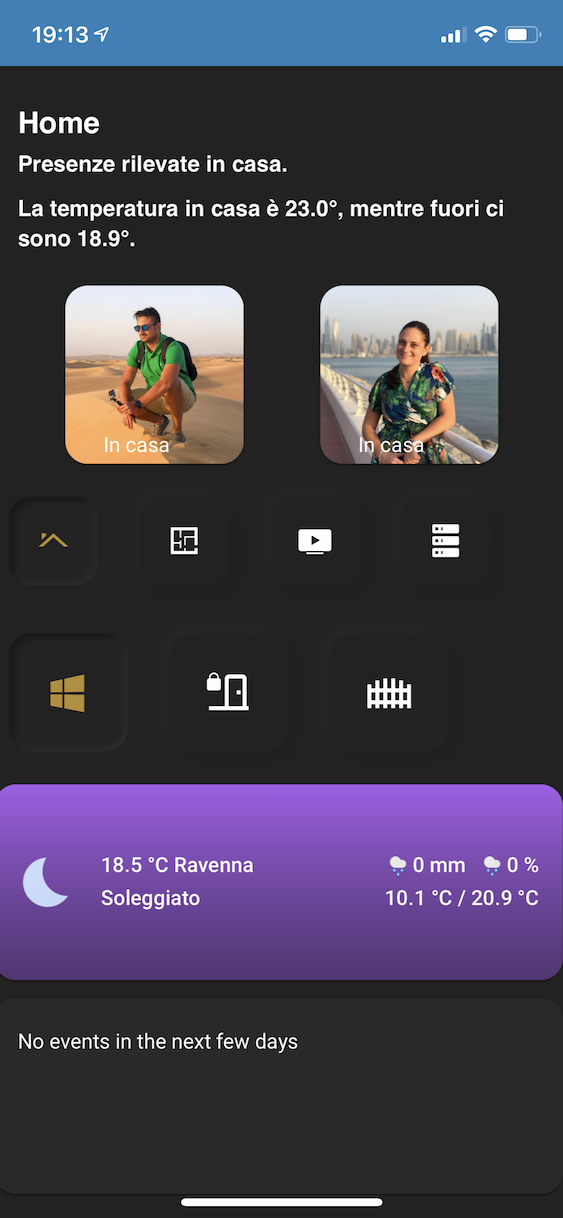 19:13
Home
Presenze rilevate in casa.
La temperatura in casa è 23.0°, mentre fuori ci
sono 18.9°.
In casa
In casa
18.5 °C Ravenna
0 mm 0 %
Soleggiato
10.1 °C / 20.9 °C
No events in the next few days